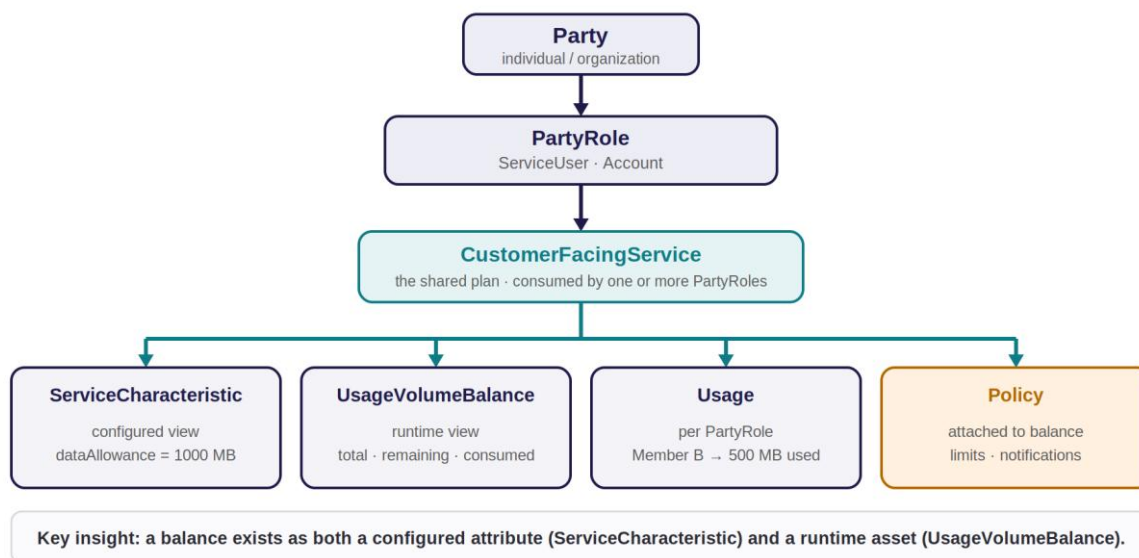 Party
individual / organization
PartyRole
ServiceUser · Account
CustomerFacingService
the shared plan · consumed by one or more PartyRoles
ServiceCharacteristic
configured view
dataAllowance = 1000 MB
UsageVolumeBalance
runtime view
total · remaining · consumed
Usage
per PartyRole
Member B → 500 MB used
Policy
attached to balance
limits · notifications
Key insight: a balance exists as both a configured attribute (ServiceCharacteristic) and a runtime asset (UsageVolumeBalance).